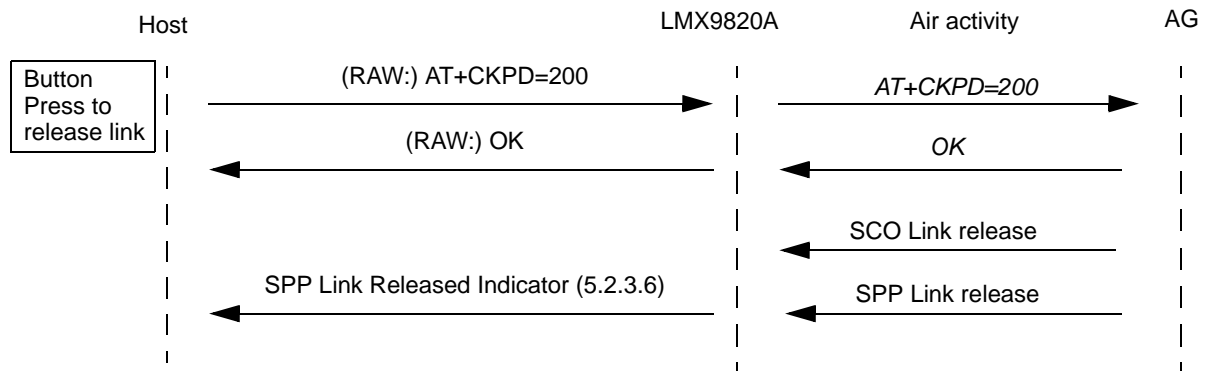 Host
LMX9820A
Air activity
AG
Button
Press to
release link
(RAW:) AT+CKPD=200
AT+CKPD=200
(RAW:) OK
OK
SCO Link release
SPP Link Released Indicator (5.2.3.6)
SPP Link release